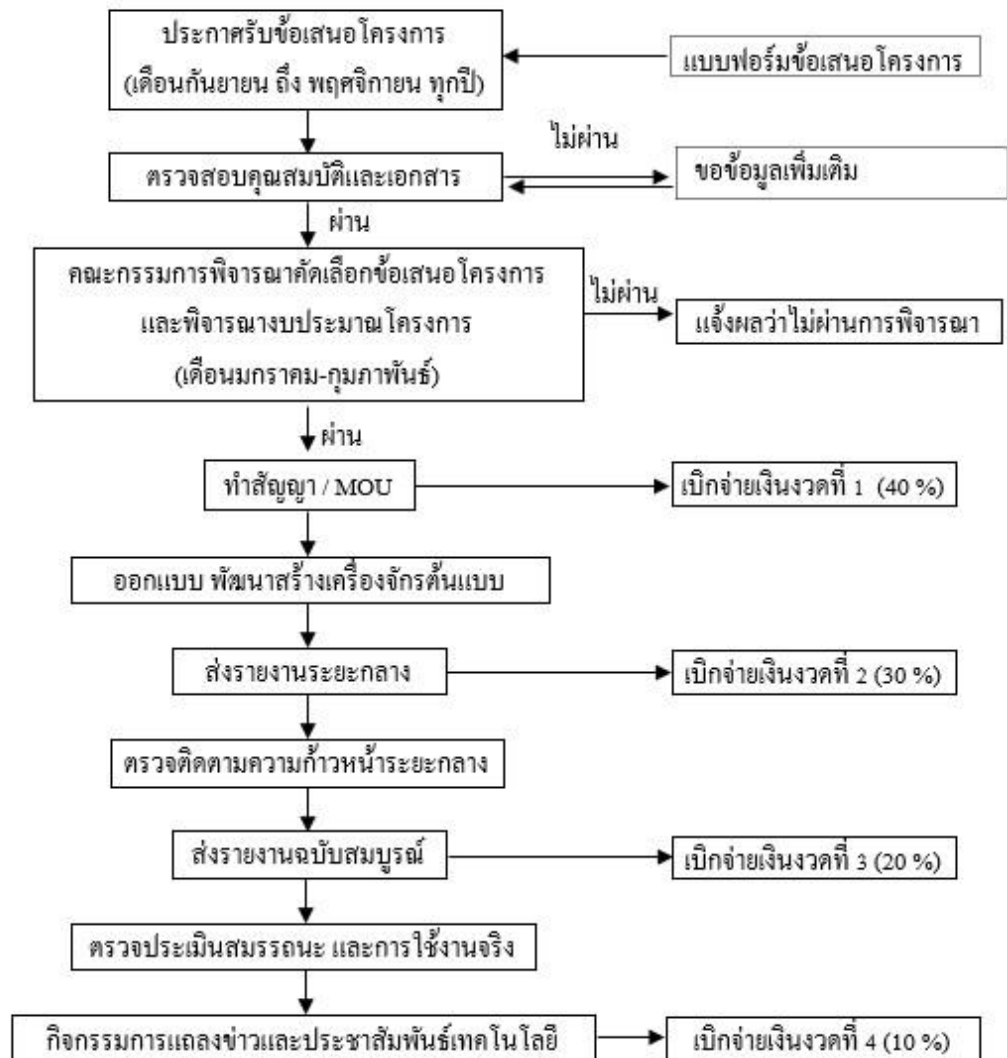 ประกาศรับข้อเสนอโครงการ
(เดือนกันยายน ถึง พฤศจิกายน ทุกปี)
แบบฟอร์มข้อเสนอโครงการ
ไม่ผ่าน
ตรวจสอบคุณสมบัติและเอกสาร
ขอข้อมูลเพิ่มเติม
ผ่าน
คณะกรรมการพิจารณาคัดเลือกข้อเสนอโครงการ
และพิจารณางบประมาณโครงการ
(เดือนมกราคม-กุมภาพันธ์)
ไม่ผ่าน
แจ้งผลว่าไม่ผ่านการพิจารณา
ผ่าน
ทำสัญญา / MOU
เบิกจ่ายเงินงวดที่ 1 (40 %)
ออกแบบ พัฒนาสร้างเครื่องจักรต้นแบบ
ส่งรายงานระยะกลาง
เบิกจ่ายเงินงวดที่ 2 (30 %)
ตรวจติดตามความก้าวหน้าระยะกลาง
ส่งรายงานฉบับสมบูรณ์
เบิกจ่ายเงินงวดที่ 3 (20 %)
ตรวจประเมินสมรรถนะ และการใช้งานจริง
กิจกรรมการแถลงข่าวและประชาสัมพันธ์เทคโนโลยี
เบิกจ่ายเงินงวดที่ 4 (10 %)